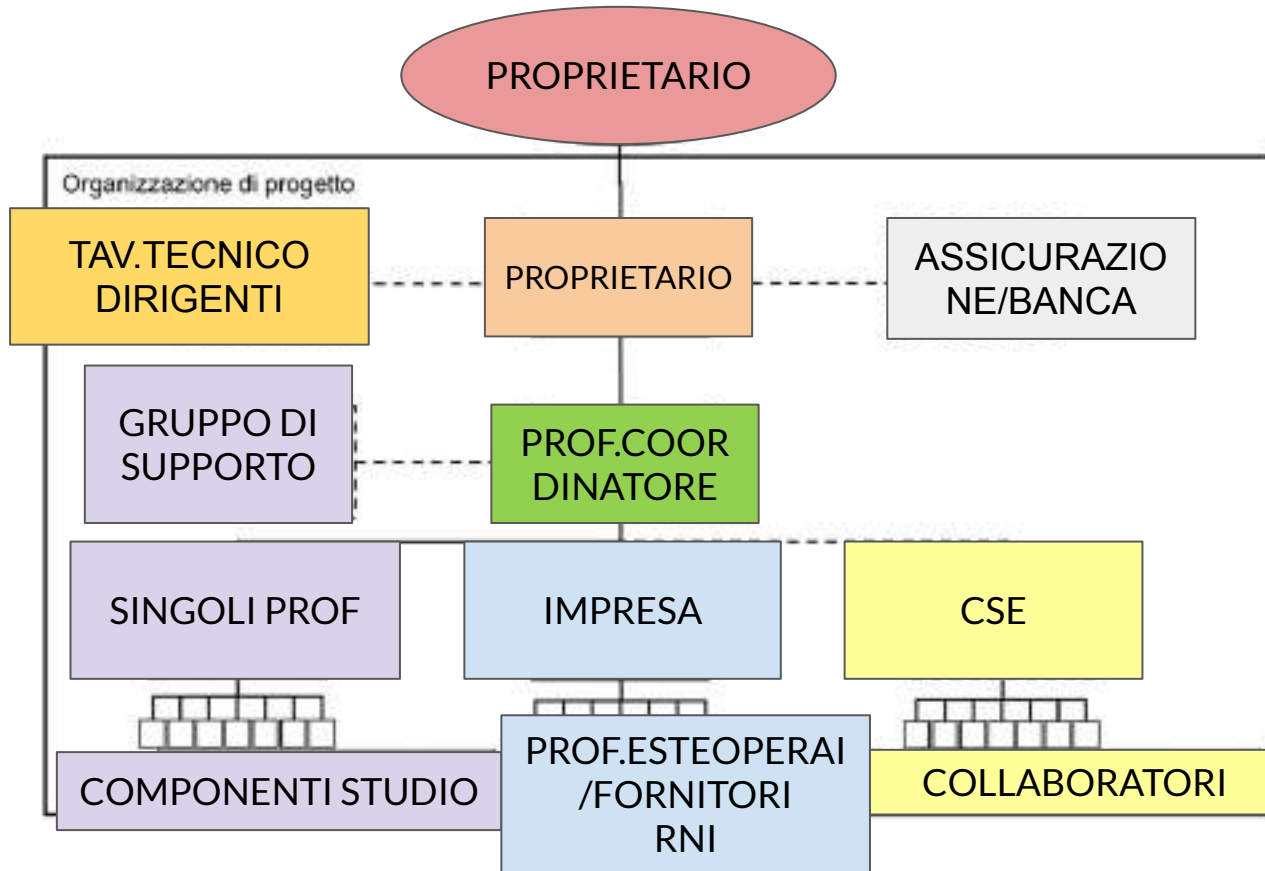 PROPRIETARIO
Organizzazione di progetto
TAV.TECNICO
DIRIGENTI
PROPRIETARIO
ASSICURAZIO
NE/BANCA
GRUPPO DI
SUPPORTO
PROF.COOR
DINATORE
SINGOLI PROF
IMPRESA
CSE
COMPONENTI STUDIO
PROF.ESTEOPERAI
/FORNITORI
RNI
COLLABORATORI